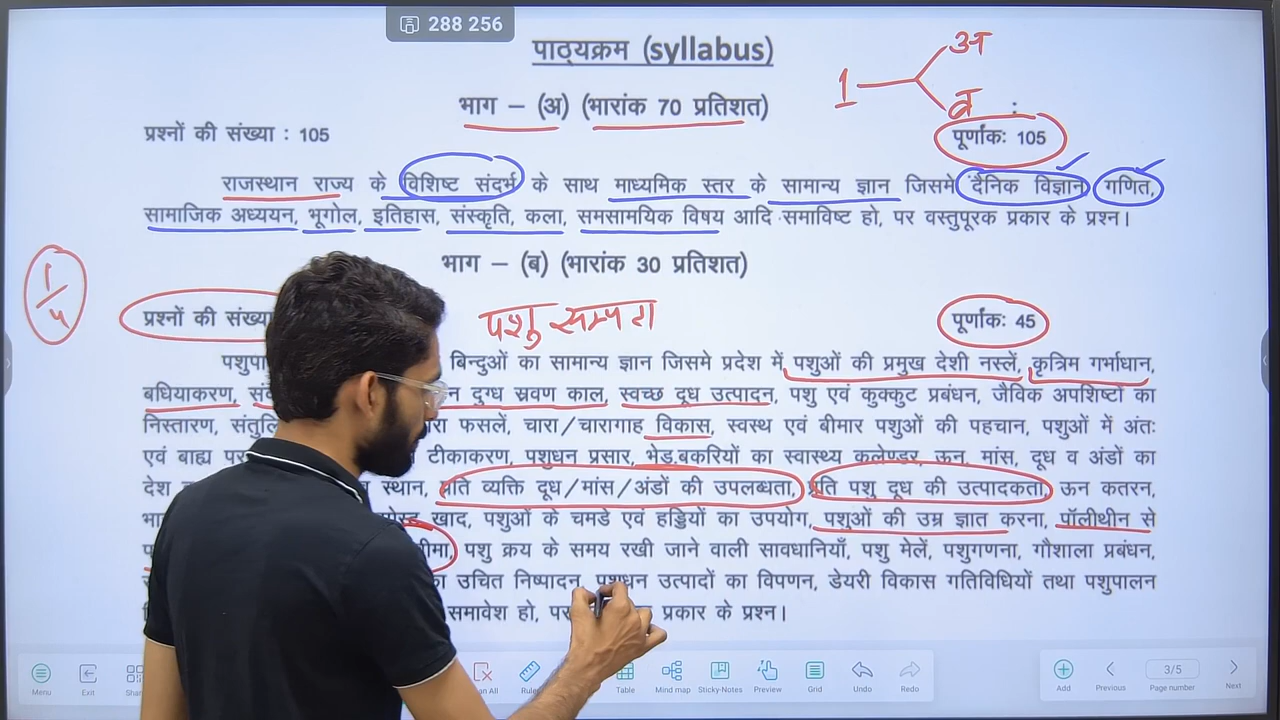 288 256
पाठ्यक्रम (syllabus)
1 अ ब
भाग – (अ) (भारांक 70 प्रतिशत)
प्रश्नों की संख्या : 105 पूर्णांकः 105
राजस्थान राज्य के विशिष्ट संदर्भ के साथ माध्यमिक स्तर के सामान्य ज्ञान जिसमे दैनिक विज्ञान गणित,
सामाजिक अध्ययन, भूगोल, इतिहास, संस्कृति, कला, समसामयिक विषय आदि समाविष्ट हो, पर वस्तुपूरक प्रकार के प्रश्न।
भाग – (ब) (भारांक 30 प्रतिशत)
1/4
प्रश्नों की संख्या पशु सम्पदा पूर्णांकः 45
बिन्दुओं का सामान्य ज्ञान जिसमे प्रदेश में पशुओं की प्रमुख देशी नस्लें, कृत्रिम गर्भाधान,
बधियाकरण, दुग्ध स्रवण काल, स्वच्छ दूध उत्पादन, पशु एवं कुक्कुट प्रबंधन, जैविक अपशिष्टों का
निस्तारण, फसलें, चारा/चारागाह विकास, स्वस्थ एवं बीमार पशुओं की पहचान, पशुओं में अंतः
एवं बाह्य टीकाकरण, पशुधन प्रसार, भेड़.बकरियों का स्वास्थ्य कलेण्डर, ऊन, मांस, दूध व अंडों का
देश स्थान, प्रति व्यक्ति दूध/मांस/अंडों की उपलब्धता, प्रति पशु दूध की उत्पादकता, ऊन कतरन,
खाद, पशुओं के चमडे एवं हड्डियों का उपयोग, पशुओं की उम्र ज्ञात करना, पॉलीथीन से
पशु क्रय के समय रखी जाने वाली सावधानियाँ, पशु मेलें, पशुगणना, गौशाला प्रबंधन,
का उचित निष्पादन, पशुधन उत्पादों का विपणन, डेयरी विकास गतिविधियों तथा पशुपालन
समावेश हो, पर प्रकार के प्रश्न।
Menu Exit Table Mind map Sticky-Notes Preview Grid Undo Redo Add Previous 3/5 Page number Next